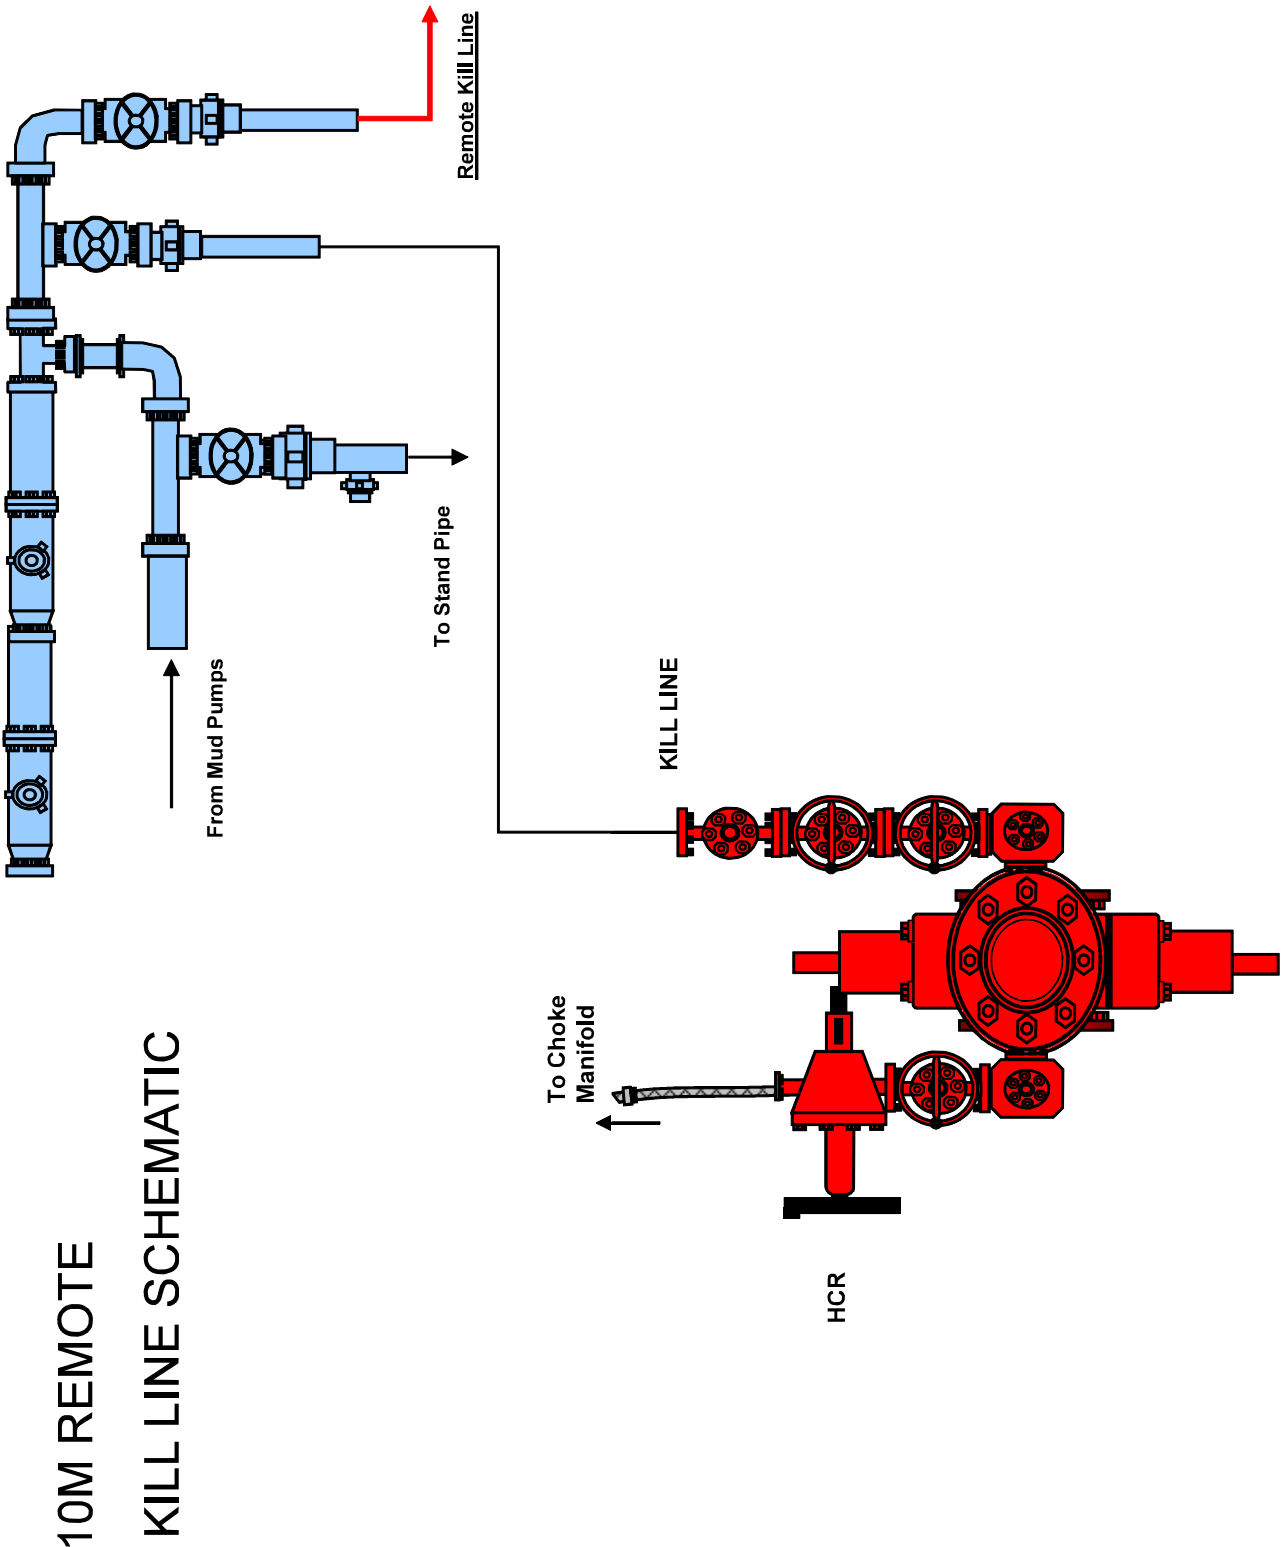 10M REMOTE
KILL LINE SCHEMATIC
From Mud Pumps
To Stand Pipe
Remote Kill Line
KILL LINE
To Choke
Manifold
HCR